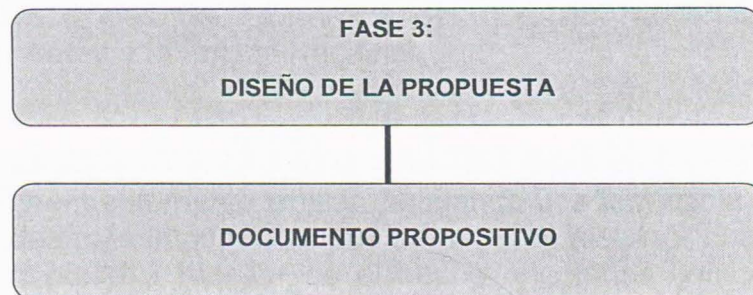 FASE 3:
DISEÑO DE LA PROPUESTA
DOCUMENTO PROPOSITIVO